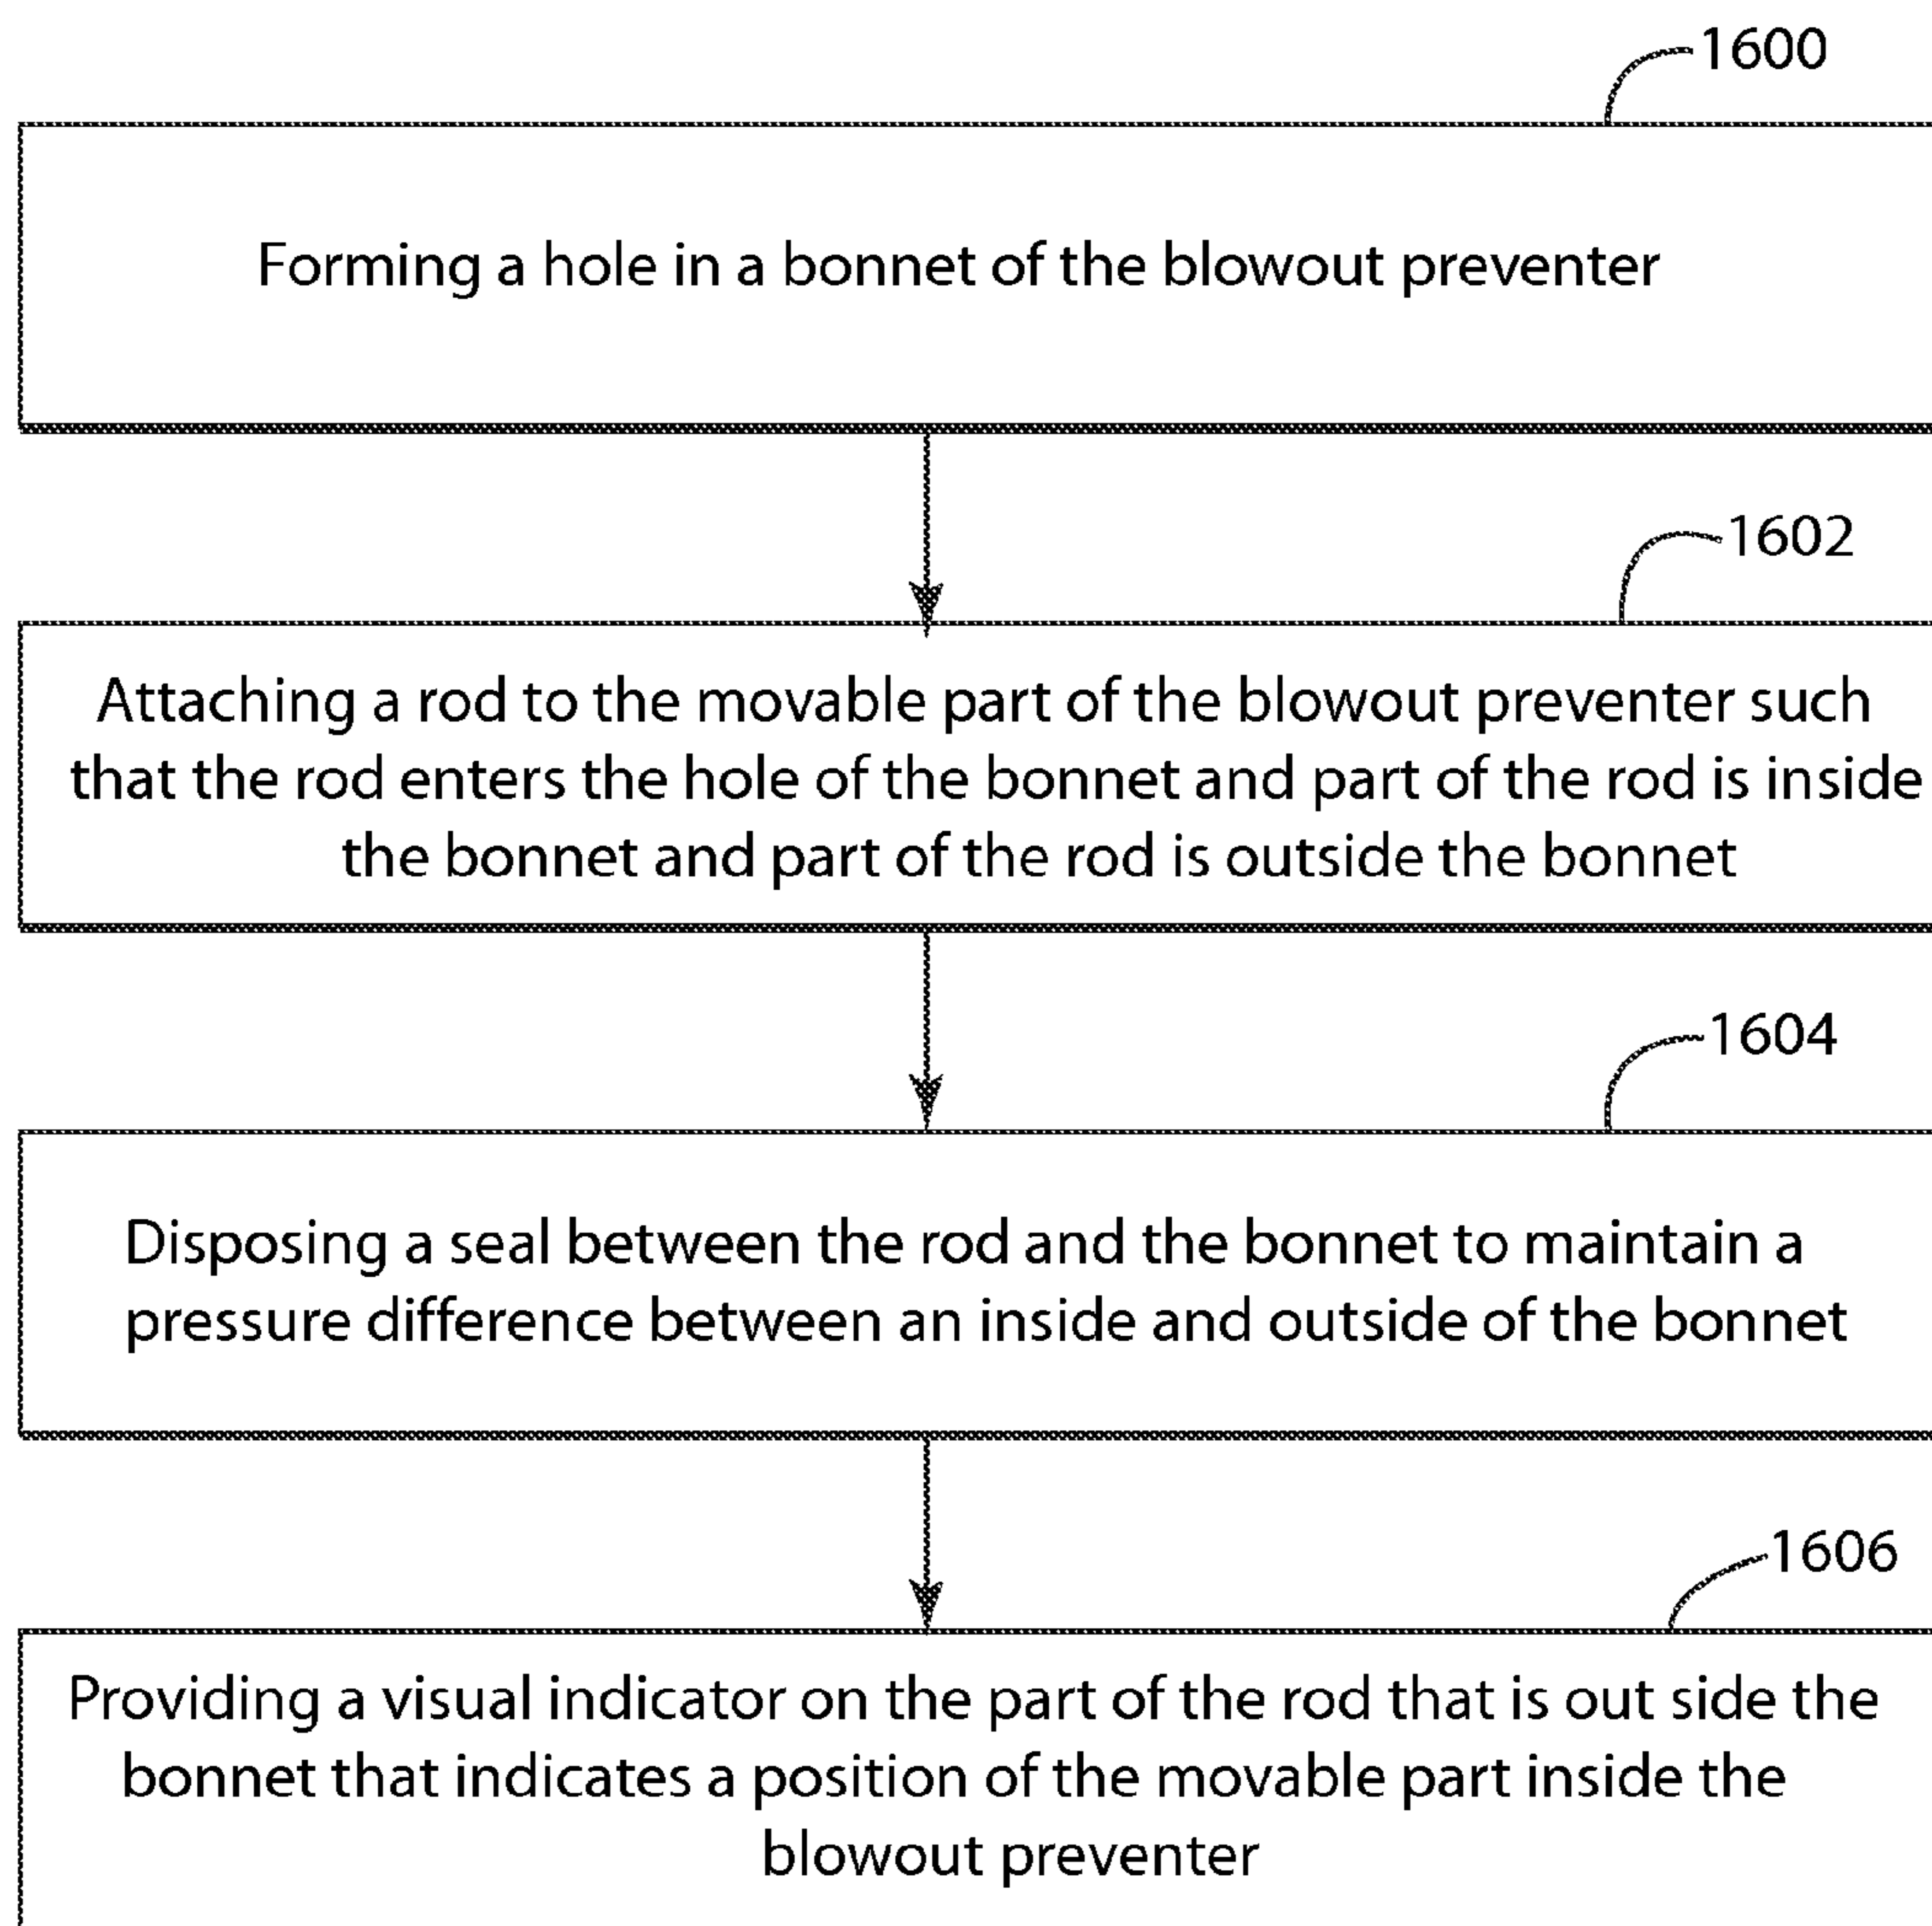 1600
Forming a hole in a bonnet of the blowout preventer
1602
Attaching a rod to the movable part of the blowout preventer such
that the rod enters the hole of the bonnet and part of the rod is inside
the bonnet and part of the rod is outside the bonnet
1604
Disposing a seal between the rod and the bonnet to maintain a
pressure difference between an inside and outside of the bonnet
1606
Providing a visual indicator on the part of the rod that is out side the
bonnet that indicates a position of the movable part inside the
blowout preventer